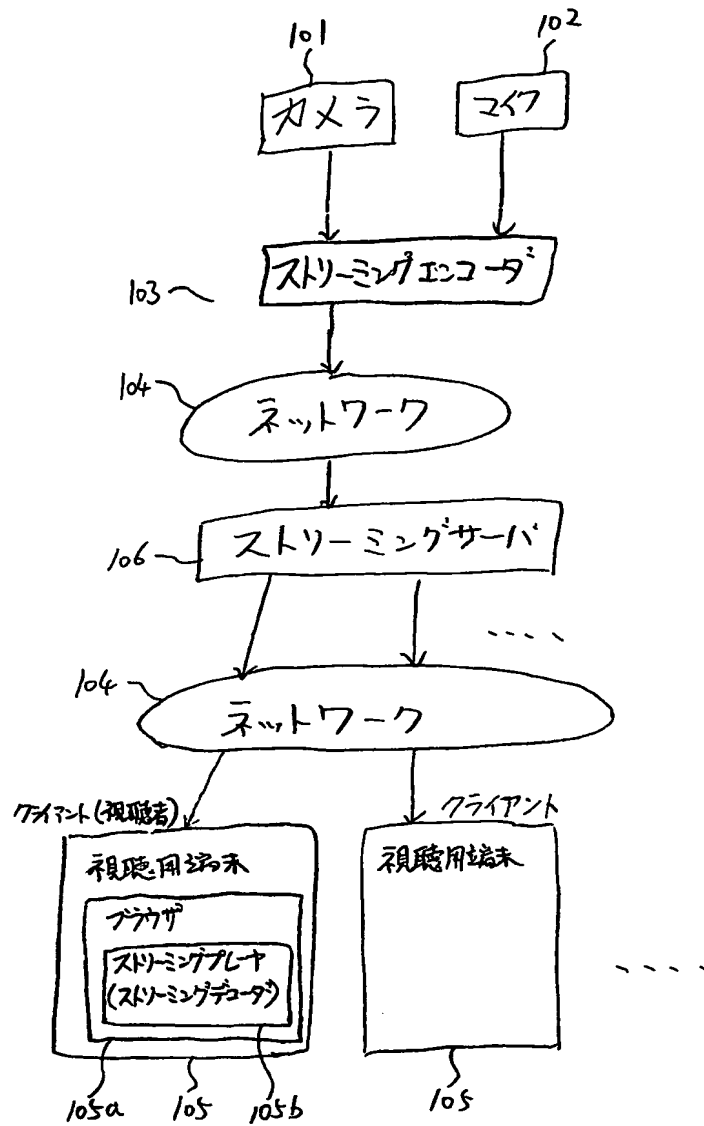 101
102
カメラ
マイク
ストリーミングエンコーダ
103
104
ネットワーク
ストリーミングサーバ
106
104
ネットワーク
クライアント(視聴者)
クライアント
視聴用端末
視聴用端末
ブラウザ
ストリーミングプレーヤ
(ストリーミングデコーダ)
105a
105
105b
105